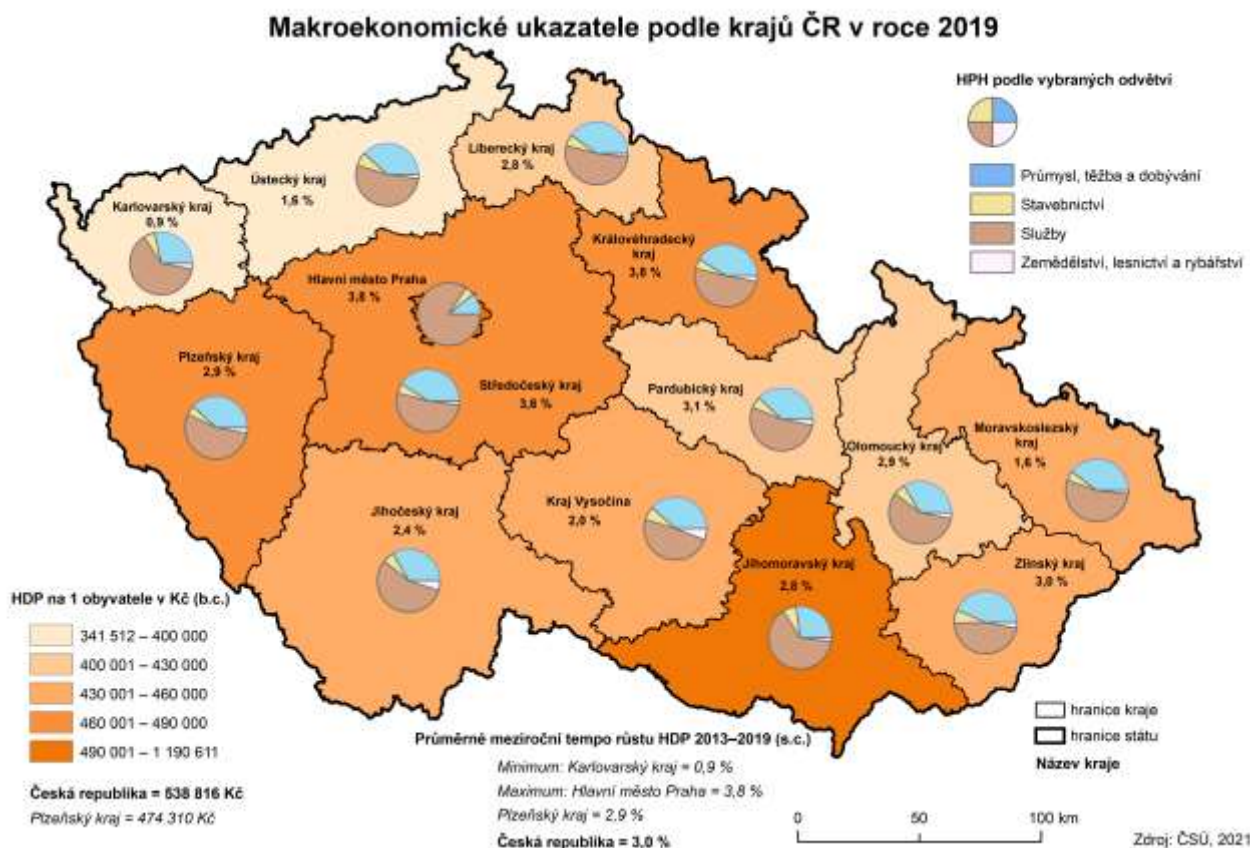 Makroekonomické ukazatele podle krajů ČR v roce 2019
HPH podle vybraných odvětví
Průmysl, těžba a dobývání
Stavebnictví
Služby
Zemědělství, lesnictví a rybářství
Liberecký kraj
2,8 %
Ústecký kraj
1,6 %
Karlovarský kraj
0,9 %
Královéhradecký
kraj
3,8 %
Hlavní město Praha
3,8 %
Plzeňský kraj
2,9 %
Středočeský kraj
3,8 %
Pardubický kraj
3,1 %
Moravskoslezský
kraj
1,6 %
Olomoucký kraj
2,9 %
Kraj Vysočina
2,0 %
Jihočeský kraj
2,4 %
Jihomoravský kraj
2,8 %
Zlínský kraj
3,0 %
HDP na 1 obyvatele v Kč (b.c.)
341 512 – 400 000
400 001 – 430 000
430 001 – 460 000
460 001 – 490 000
490 001 – 1 190 611
Česká republika = 538 816 Kč
Plzeňský kraj = 474 310 Kč
Průměrné meziroční tempo růstu HDP 2013–2019 (s.c.)
Minimum: Karlovarský kraj = 0,9 %
Maximum: Hlavní město Praha = 3,8 %
Plzeňský kraj = 2,9 %
Česká republika = 3,0 %
hranice kraje
hranice státu
Název kraje
0 50 100 km
Zdroj: ČSÚ, 2021